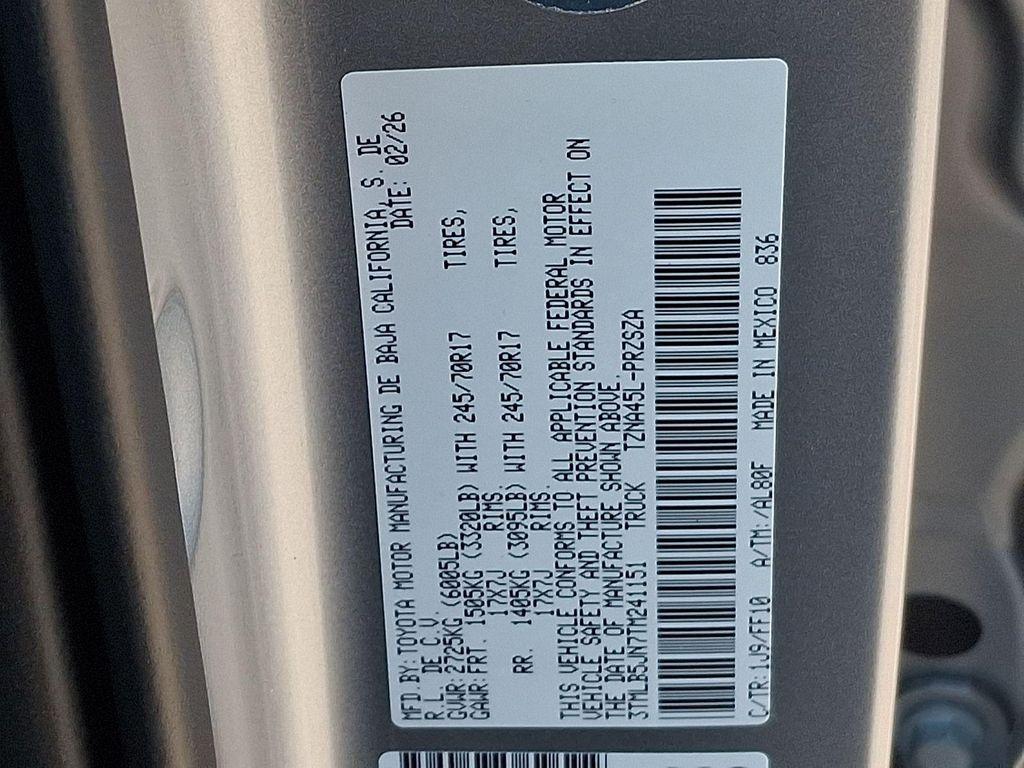 MFD BY:TOYOTA MOTOR MANUFACTURING DE BAJA CALIFORNIA, S. DE
R.L. DE C.V. DATE: 02/26
GVWR:2725KG (6005LB)
GAWR:FRT. 1505KG (3320LB) WITH 245/70R17 TIRES,
17X7J RIMS.
RR. 1405KG (3095LB) WITH 245/70R17 TIRES,
17X7J RIMS.
THIS VEHICLE CONFORMS TO ALL APPLICABLE FEDERAL MOTOR
VEHICLE SAFETY AND THEFT PREVENTION STANDARDS IN EFFECT ON
THE DATE OF MANUFACTURE SHOWN ABOVE.
3TMLB5JN7TM241151 TRUCK TZNA45L-PRZSZA
C/TR:1J9/FF10 A/TM:/AL80F MADE IN MEXICO 836